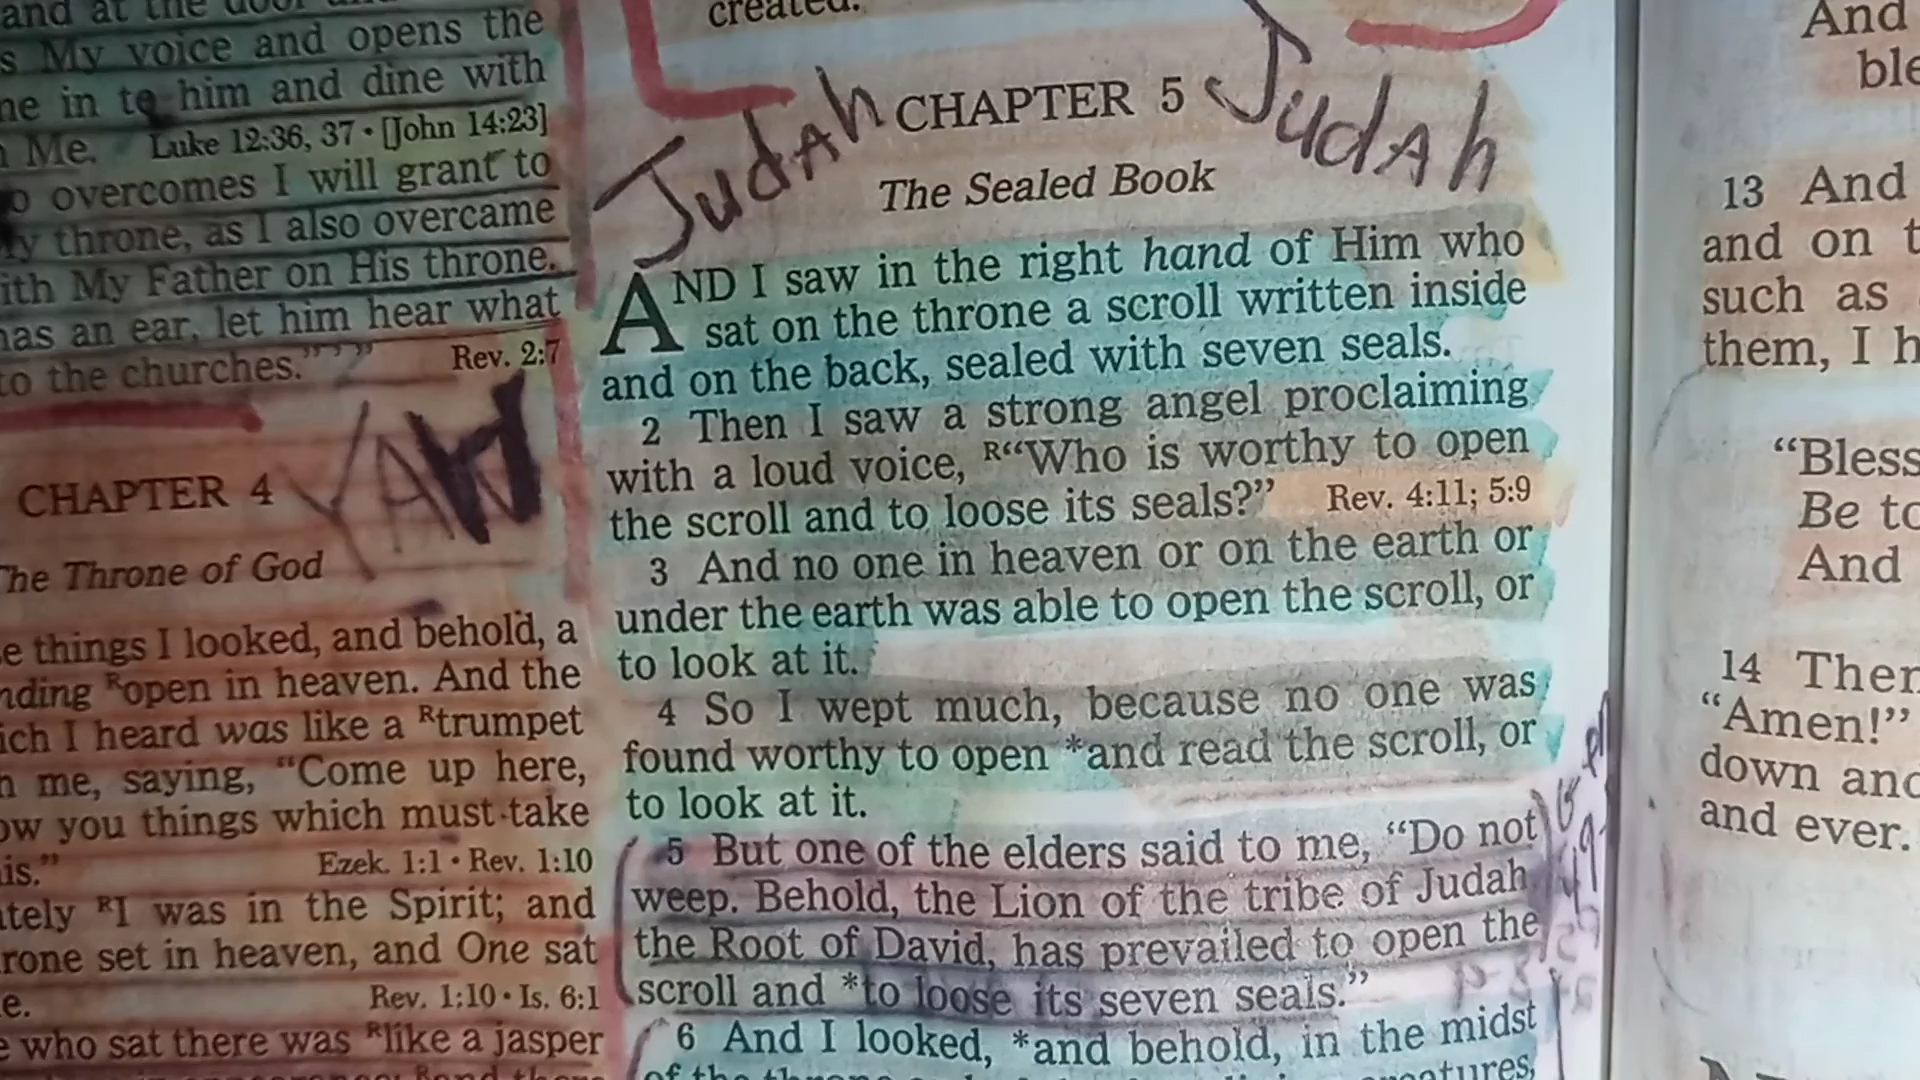 and at the door and
s My voice and opens the
ne in to him and dine with
Me. Luke 12:36, 37 • [John 14:23]
o overcomes I will grant to
My throne, as I also overcame
ith My Father on His throne.
has an ear, let him hear what
to the churches.” ’ ” Rev. 2:7
CHAPTER 4 YAH
The Throne of God
se things I looked, and behold, a
nding ᴿopen in heaven. And the
ich I heard was like a ᴿtrumpet
h me, saying, “Come up here,
ow you things which must take
is.” Ezek. 1:1 • Rev. 1:10
tely ᴿI was in the Spirit; and
rone set in heaven, and One sat
e. Rev. 1:10 • Is. 6:1
e who sat there was ᴿlike a jasper
created.
Judah CHAPTER 5 Judah
The Sealed Book
AND I saw in the right hand of Him who
sat on the throne a scroll written inside
and on the back, sealed with seven seals.
2 Then I saw a strong angel proclaiming
with a loud voice, ᴿ“Who is worthy to open
the scroll and to loose its seals?” Rev. 4:11; 5:9
3 And no one in heaven or on the earth or
under the earth was able to open the scroll, or
to look at it.
4 So I wept much, because no one was
found worthy to open *and read the scroll, or
to look at it.
5 But one of the elders said to me, “Do not
weep. Behold, the Lion of the tribe of Judah,
the Root of David, has prevailed to open the
scroll and *to loose its seven seals.”
6 And I looked, *and behold, in the midst
of the throne
And
ble
13 And
and on t
such as
them, I h
“Bless
Be to
And
14 Then
“Amen!”
down and
and ever.